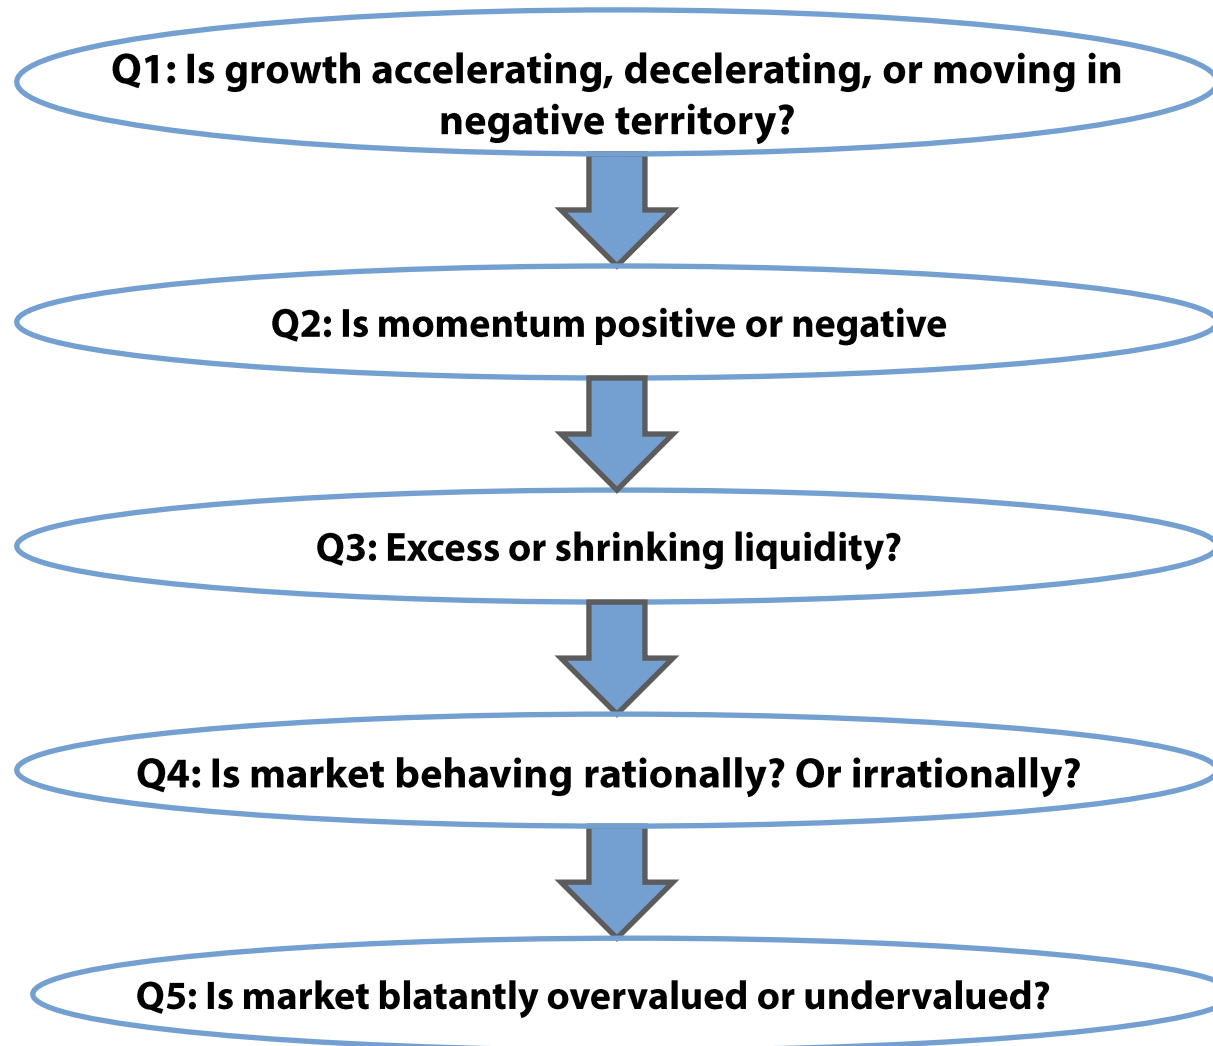 Q1: Is growth accelerating, decelerating, or moving in
negative territory?
Q2: Is momentum positive or negative
Q3: Excess or shrinking liquidity?
Q4: Is market behaving rationally? Or irrationally?
Q5: Is market blatantly overvalued or undervalued?